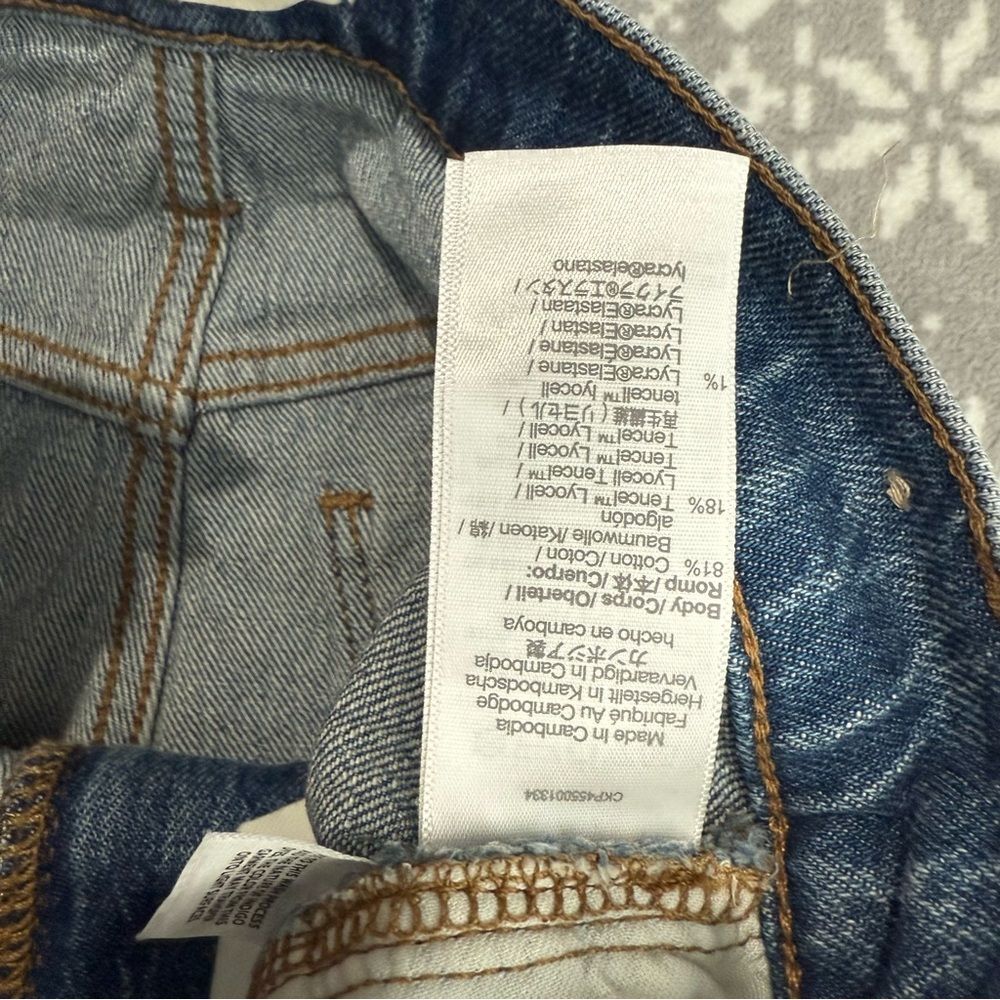 CKP455001334
Made In Cambodia
Fabriqué Au Cambodge
Hergestellt In Kambodscha
Vervaardigd In Cambodja
カンボジア製
hecho en camboya
Body /Corps /Oberteil /
Romp /本体/ Cuerpo:
81% Cotton /Coton /
Baumwolle /Katoen /綿 /
algodón
18% Tencel™ Lyocell /
Lyocell Tencel™ /
Tencel™ Lyocell /
Tencel™ Lyocell /
再生繊維（リヨセル）/
tencell™ lyocell
1% Lycra®Élastane /
Lycra®Elastane /
Lycra®Elastan /
Lycra®Elastaan /
ライクラ®エラスタン /
lycra®elastano